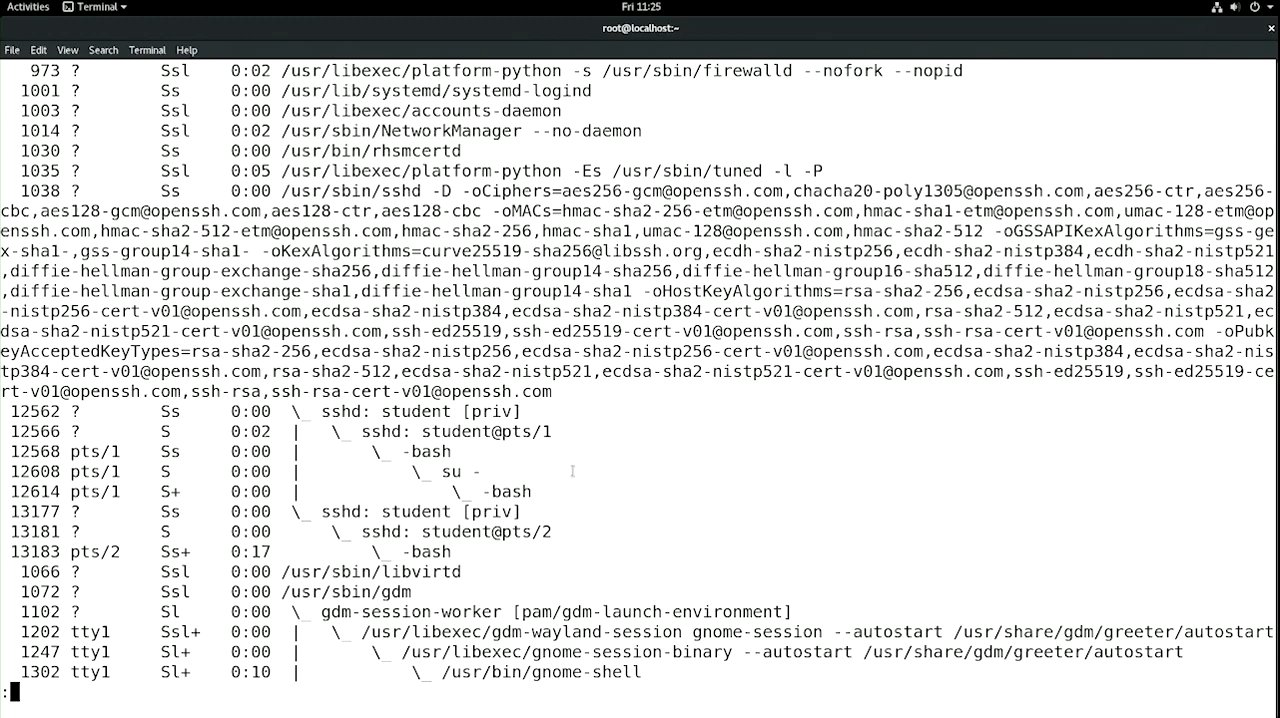 Activities Terminal Fri 11:25
root@localhost:~ ×
File Edit View Search Terminal Help
973 ? Ssl 0:02 /usr/libexec/platform-python -s /usr/sbin/firewalld --nofork --nopid
1001 ? Ss 0:00 /usr/lib/systemd/systemd-logind
1003 ? Ssl 0:00 /usr/libexec/accounts-daemon
1014 ? Ssl 0:02 /usr/sbin/NetworkManager --no-daemon
1030 ? Ss 0:00 /usr/bin/rhsmcertd
1035 ? Ssl 0:05 /usr/libexec/platform-python -Es /usr/sbin/tuned -l -P
1038 ? Ss 0:00 /usr/sbin/sshd -D -oCiphers=aes256-gcm@openssh.com,chacha20-poly1305@openssh.com,aes256-ctr,aes256-
cbc,aes128-gcm@openssh.com,aes128-ctr,aes128-cbc -oMACs=hmac-sha2-256-etm@openssh.com,hmac-sha1-etm@openssh.com,umac-128-etm@op
enssh.com,hmac-sha2-512-etm@openssh.com,hmac-sha2-256,hmac-sha1,umac-128@openssh.com,hmac-sha2-512 -oGSSAPIKexAlgorithms=gss-ge
x-sha1-,gss-group14-sha1- -oKexAlgorithms=curve25519-sha256@libssh.org,ecdh-sha2-nistp256,ecdh-sha2-nistp384,ecdh-sha2-nistp521
,diffie-hellman-group-exchange-sha256,diffie-hellman-group14-sha256,diffie-hellman-group16-sha512,diffie-hellman-group18-sha512
,diffie-hellman-group-exchange-sha1,diffie-hellman-group14-sha1 -oHostKeyAlgorithms=rsa-sha2-256,ecdsa-sha2-nistp256,ecdsa-sha2
-nistp256-cert-v01@openssh.com,ecdsa-sha2-nistp384,ecdsa-sha2-nistp384-cert-v01@openssh.com,rsa-sha2-512,ecdsa-sha2-nistp521,ec
dsa-sha2-nistp521-cert-v01@openssh.com,ssh-ed25519,ssh-ed25519-cert-v01@openssh.com,ssh-rsa,ssh-rsa-cert-v01@openssh.com -oPubk
eyAcceptedKeyTypes=rsa-sha2-256,ecdsa-sha2-nistp256,ecdsa-sha2-nistp256-cert-v01@openssh.com,ecdsa-sha2-nistp384,ecdsa-sha2-nis
tp384-cert-v01@openssh.com,rsa-sha2-512,ecdsa-sha2-nistp521,ecdsa-sha2-nistp521-cert-v01@openssh.com,ssh-ed25519,ssh-ed25519-ce
rt-v01@openssh.com,ssh-rsa,ssh-rsa-cert-v01@openssh.com
12562 ? Ss 0:00 \_ sshd: student [priv]
12566 ? S 0:02 | \_ sshd: student@pts/1
12568 pts/1 Ss 0:00 | \_ -bash
12608 pts/1 S 0:00 | \_ su -
12614 pts/1 S+ 0:00 | \_ -bash
13177 ? Ss 0:00 \_ sshd: student [priv]
13181 ? S 0:00 \_ sshd: student@pts/2
13183 pts/2 Ss+ 0:17 \_ -bash
1066 ? Ssl 0:00 /usr/sbin/libvirtd
1072 ? Ssl 0:00 /usr/sbin/gdm
1102 ? Sl 0:00 \_ gdm-session-worker [pam/gdm-launch-environment]
1202 tty1 Ssl+ 0:00 | \_ /usr/libexec/gdm-wayland-session gnome-session --autostart /usr/share/gdm/greeter/autostart
1247 tty1 Sl+ 0:00 | \_ /usr/libexec/gnome-session-binary --autostart /usr/share/gdm/greeter/autostart
1302 tty1 Sl+ 0:10 | \_ /usr/bin/gnome-shell
: